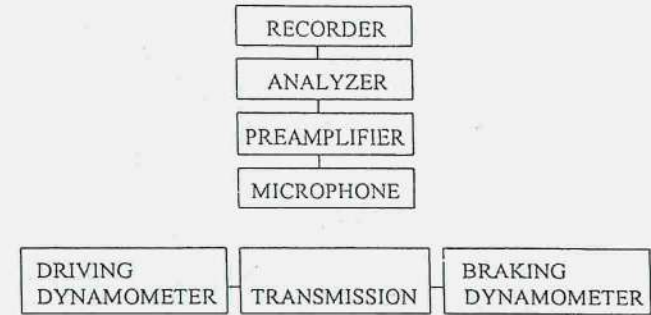 RECORDER
ANALYZER
PREAMPLIFIER
MICROPHONE
DRIVING
DYNAMOMETER
TRANSMISSION
BRAKING
DYNAMOMETER